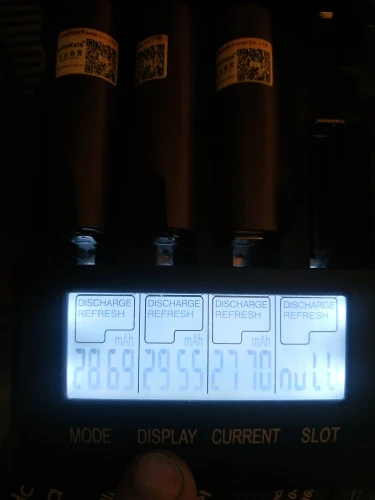 DISCHARGE DISCHARGE DISCHARGE DISCHARGE
REFRESH REFRESH REFRESH REFRESH
mAh mAh mAh
2869 2955 2770 null
MODE DISPLAY CURRENT SLOT